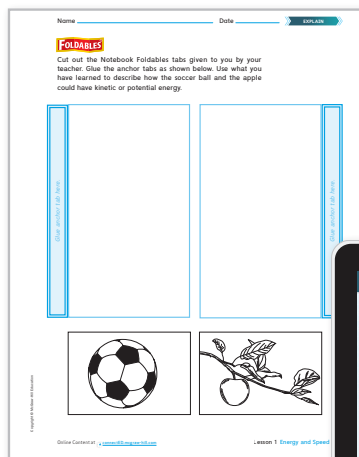 Name Date EXPLAIN
FOLDABLES
Cut out the Notebook Foldables tabs given to you by your
teacher. Glue the anchor tabs as shown below. Use what you
have learned to describe how the soccer ball and the apple
could have kinetic or potential energy.
Glue anchor tab here
Glue anchor tab here
Copyright © McGraw-Hill Education
Online Content at connectED.mcgraw-hill.com Lesson 1 Energy and Speed